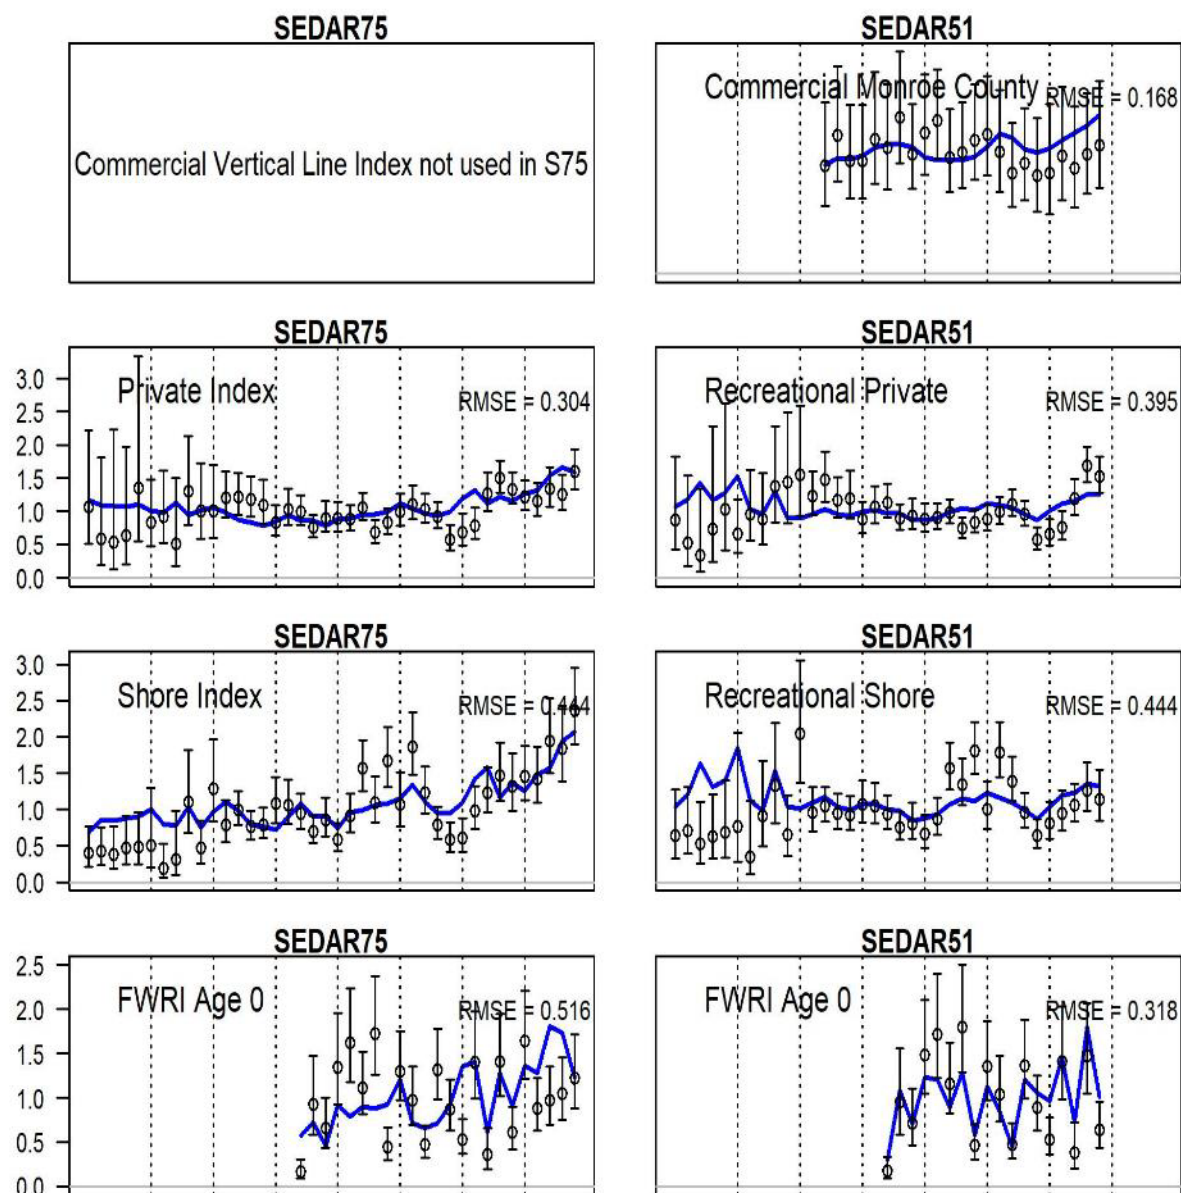 SEDAR75
SEDAR51
Commercial Vertical Line Index not used in S75
Commercial Monroe County
RMSE = 0.168
SEDAR75
SEDAR51
3.0
2.5
2.0
1.5
1.0
0.5
0.0
Private Index
RMSE = 0.304
Recreational Private
RMSE = 0.395
SEDAR75
SEDAR51
3.0
2.5
2.0
1.5
1.0
0.5
0.0
Shore Index
RMSE = 0.444
Recreational Shore
RMSE = 0.444
SEDAR75
SEDAR51
2.5
2.0
1.5
1.0
0.5
0.0
FWRI Age 0
RMSE = 0.516
FWRI Age 0
RMSE = 0.318